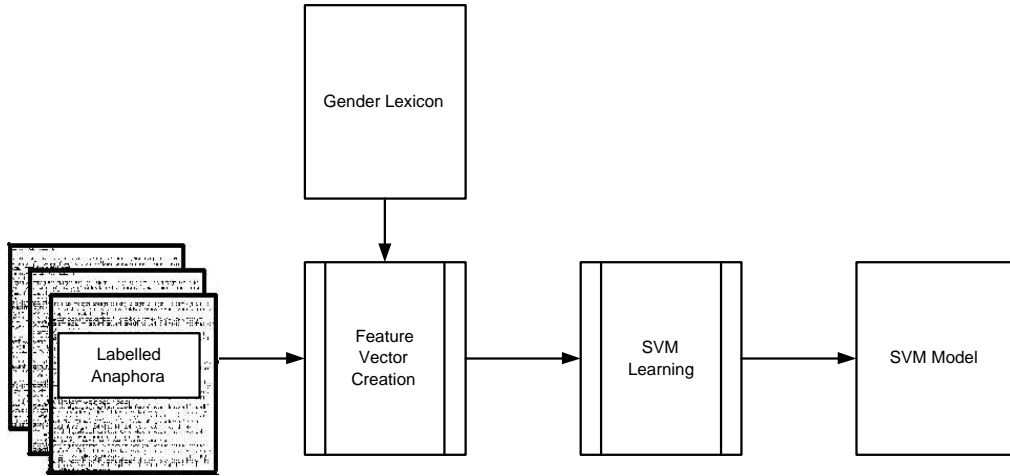 Gender Lexicon
Labelled
Anaphora
Feature
Vector
Creation
SVM
Learning
SVM Model